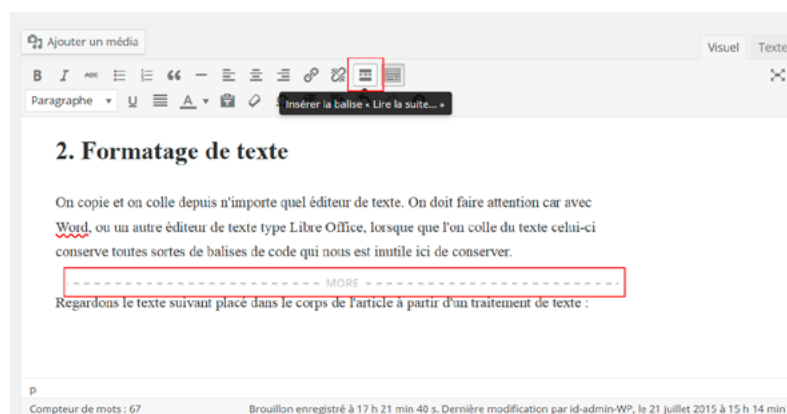 Ajouter un média
Visuel Texte
B I ABC
Paragraphe U A
Insérer la balise « Lire la suite... »
2. Formatage de texte
On copie et on colle depuis n'importe quel éditeur de texte. On doit faire attention car avec
Word, ou un autre éditeur de texte type Libre Office, lorsque que l'on colle du texte celui-ci
conserve toutes sortes de balises de code qui nous est inutile ici de conserver.
MORE
Regardons le texte suivant placé dans le corps de l'article à partir d'un traitement de texte :
p
Compteur de mots : 67 Brouillon enregistré à 17 h 21 min 40 s. Dernière modification par id-admin-WP, le 21 juillet 2015 à 15 h 14 min